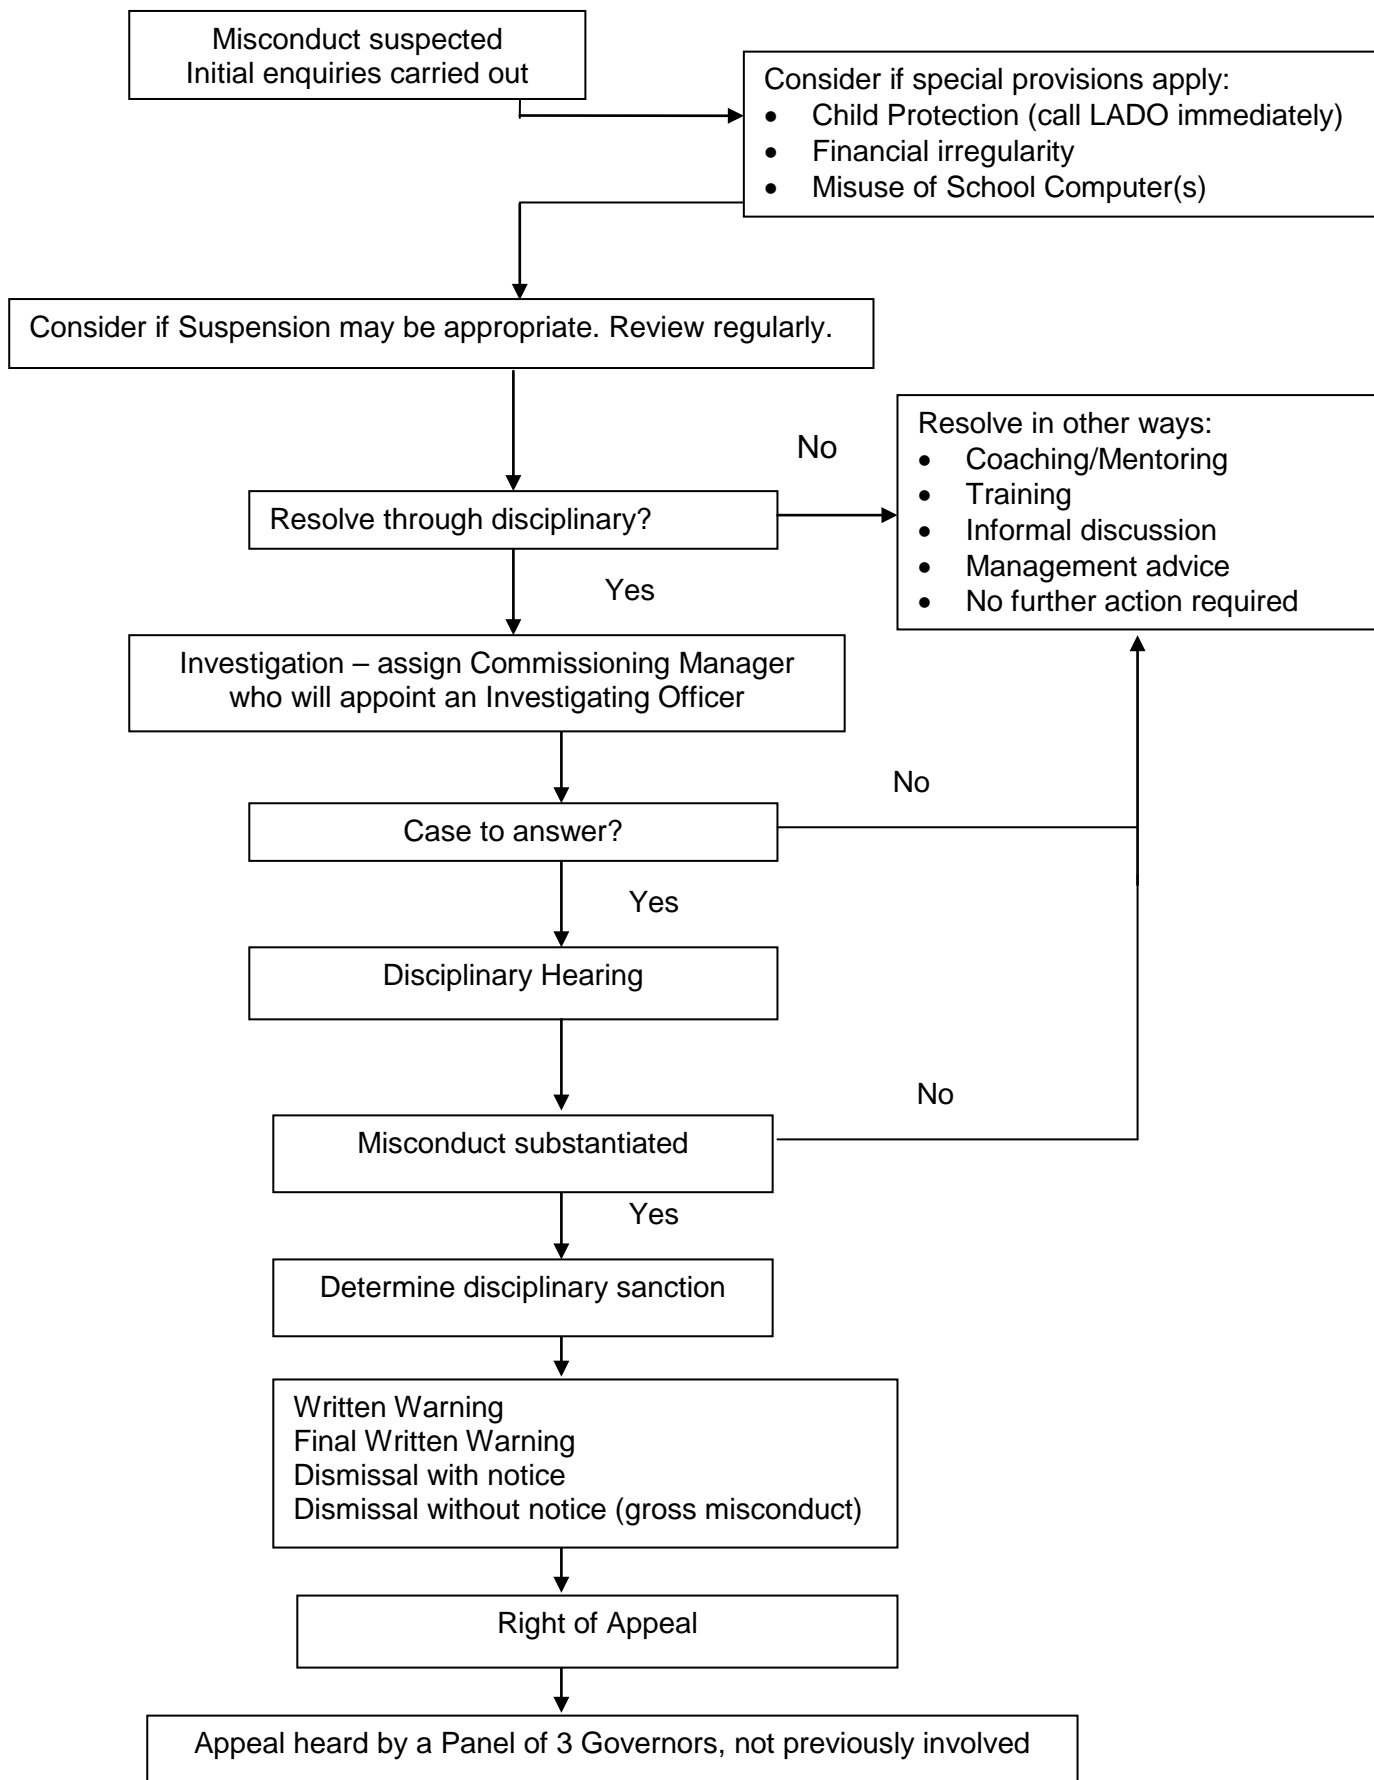 Misconduct suspected
Initial enquiries carried out
Consider if special provisions apply:
• Child Protection (call LADO immediately)
• Financial irregularity
• Misuse of School Computer(s)
Consider if Suspension may be appropriate. Review regularly.
No
Resolve in other ways:
• Coaching/Mentoring
• Training
• Informal discussion
• Management advice
• No further action required
Resolve through disciplinary?
Yes
Investigation – assign Commissioning Manager
who will appoint an Investigating Officer
No
Case to answer?
Yes
Disciplinary Hearing
No
Misconduct substantiated
Yes
Determine disciplinary sanction
Written Warning
Final Written Warning
Dismissal with notice
Dismissal without notice (gross misconduct)
Right of Appeal
Appeal heard by a Panel of 3 Governors, not previously involved